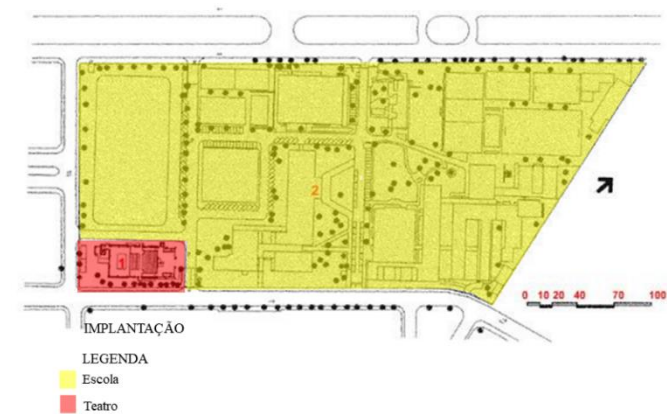 2
1
0 10 20 40 70 100
IMPLANTAÇÃO
LEGENDA
Escola
Teatro